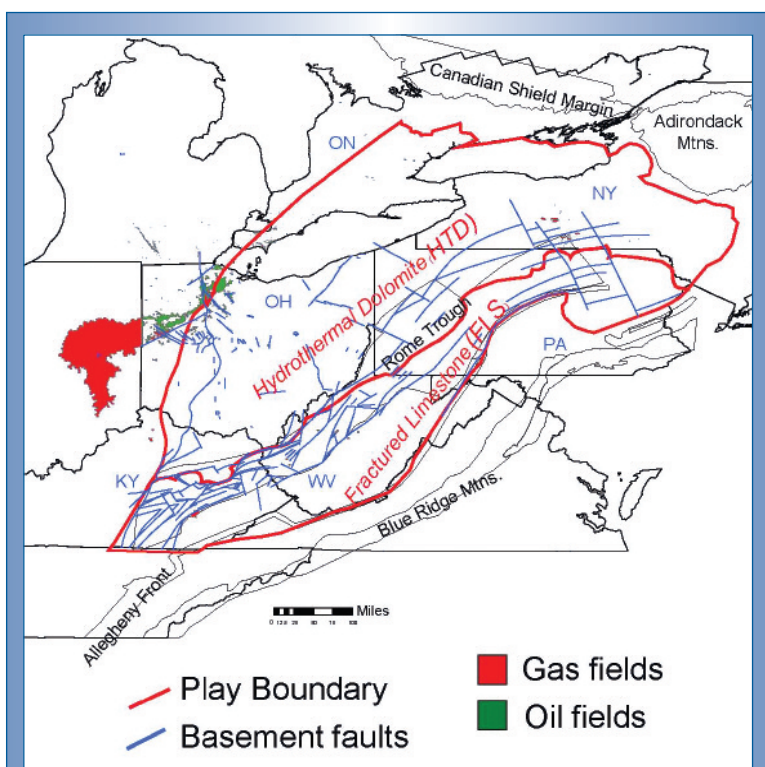 Canadian Shield Margin
Adirondack
Mtns.
ON
NY
Hydrothermal Dolomite (HTD)
OH
Rome Trough
PA
Fractured Limestone (FLS
KY
WV
Blue Ridge Mtns.
Allegheny Front
Miles
Play Boundary
Basement faults
Gas fields
Oil fields